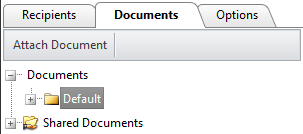 Recipients Documents Options
Attach Document
Documents
Default
Shared Documents